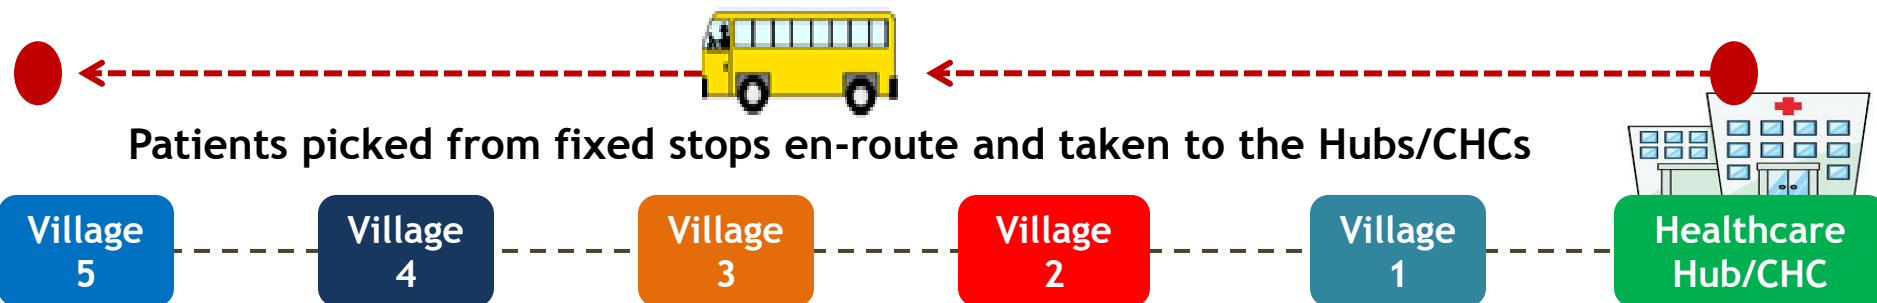 Patients picked from fixed stops en-route and taken to the Hubs/CHCs
Village
5
Village
4
Village
3
Village
2
Village
1
Healthcare
Hub/CHC